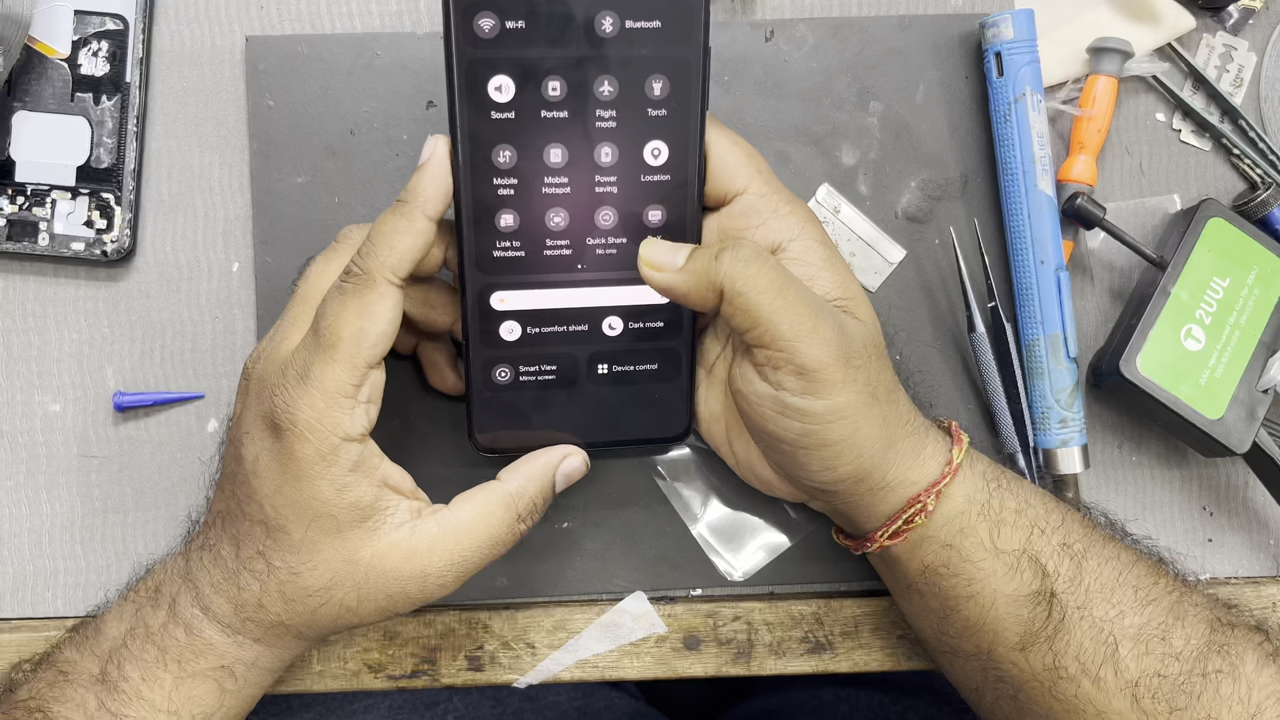 Wi-Fi
Bluetooth
Sound
Portrait
Flight
mode
Torch
Mobile
data
Mobile
Hotspot
Power
saving
Location
Link to
Windows
Screen
recorder
Quick Share
No one
Eye comfort shield
Dark mode
Smart View
Mirror screen
Device control
RELIFE
2UUL